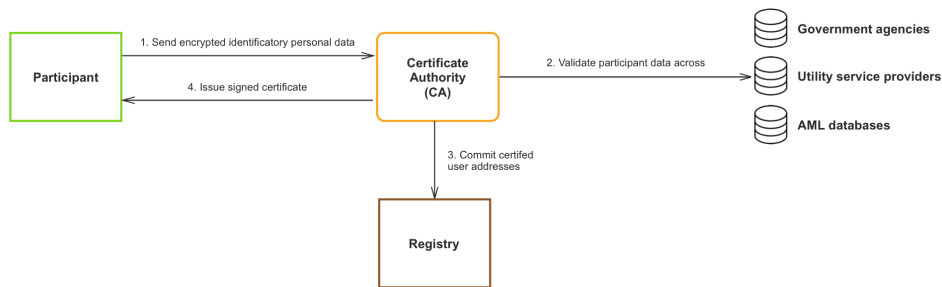 Government agencies
1. Send encrypted identificatory personal data
Participant
Certificate
Authority
(CA)
2. Validate participant data across
Utility service providers
4. Issue signed certificate
AML databases
3. Commit certifed
user addresses
Registry